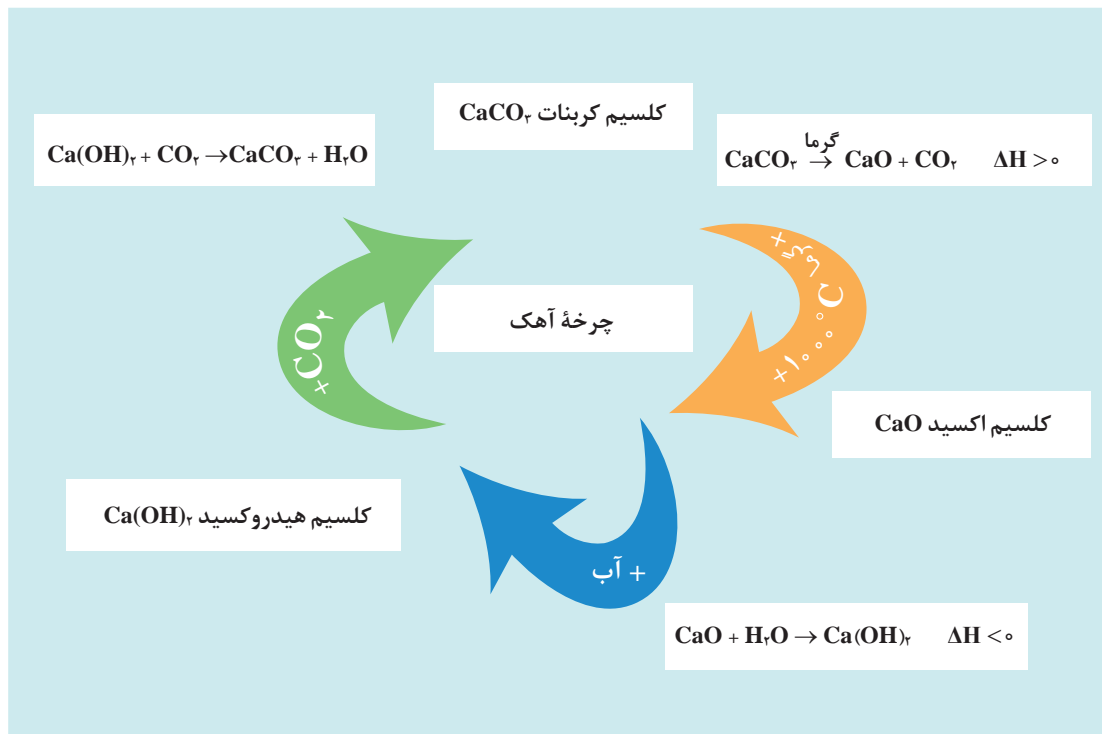 کلسیم کربنات CaCO۳
Ca(OH)۲ + CO۲ → CaCO۳ + H۲O
گرما
CaCO۳ → CaO + CO۲ ΔH > ۰
+ گرما
+۱۰۰۰ °C
+CO۲
چرخهٔ آهک
کلسیم اکسید CaO
کلسیم هیدروکسید Ca(OH)۲
+ آب
CaO + H۲O → Ca(OH)۲ ΔH < ۰